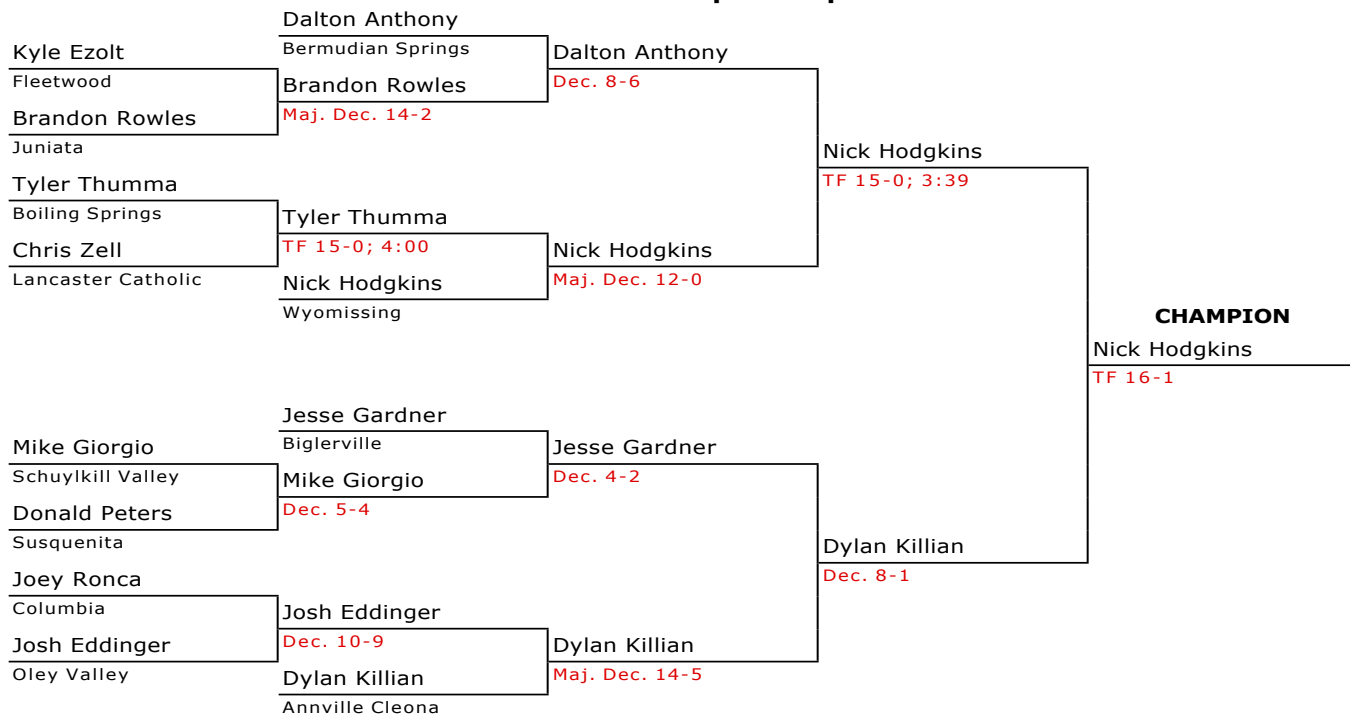 Dalton Anthony
Kyle Ezolt
Bermudian Springs
Dalton Anthony
Fleetwood
Brandon Rowles
Dec. 8-6
Brandon Rowles
Maj. Dec. 14-2
Juniata
Nick Hodgkins
Tyler Thumma
TF 15-0; 3:39
Boiling Springs
Tyler Thumma
Chris Zell
TF 15-0; 4:00
Nick Hodgkins
Lancaster Catholic
Nick Hodgkins
Maj. Dec. 12-0
Wyomissing
CHAMPION
Nick Hodgkins
TF 16-1
Jesse Gardner
Mike Giorgio
Biglerville
Jesse Gardner
Schuylkill Valley
Mike Giorgio
Dec. 4-2
Donald Peters
Dec. 5-4
Susquenita
Dylan Killian
Joey Ronca
Dec. 8-1
Columbia
Josh Eddinger
Josh Eddinger
Dec. 10-9
Dylan Killian
Oley Valley
Dylan Killian
Maj. Dec. 14-5
Annville Cleona